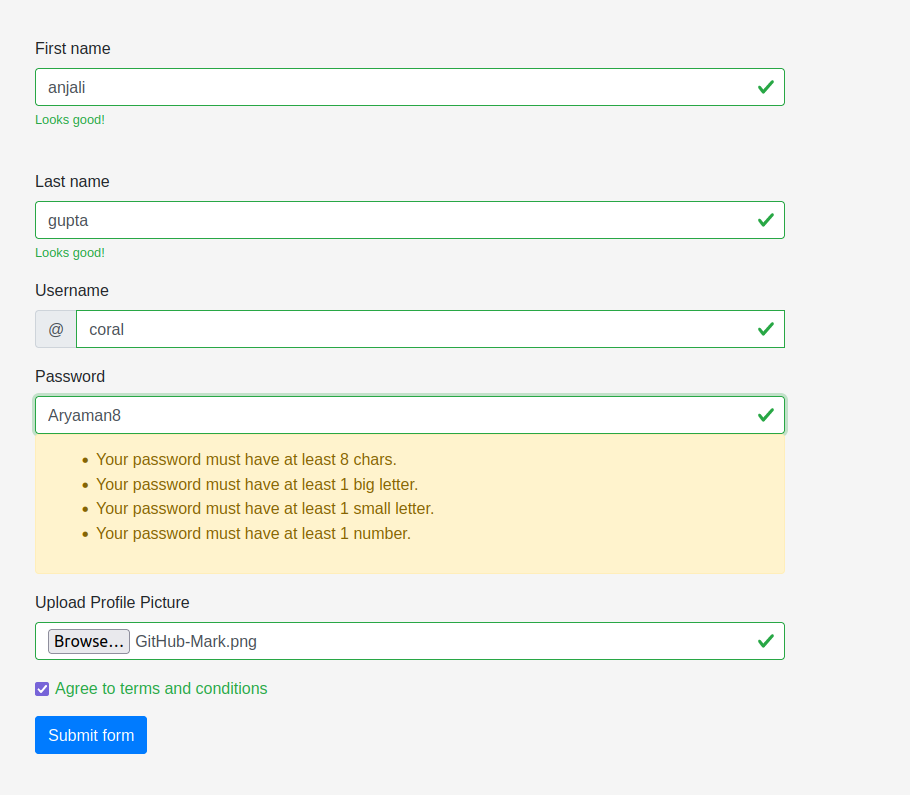 First name
anjali
Looks good!
Last name
gupta
Looks good!
Username
@ coral
Password
Aryaman8
Your password must have at least 8 chars.
Your password must have at least 1 big letter.
Your password must have at least 1 small letter.
Your password must have at least 1 number.
Upload Profile Picture
Browse... GitHub-Mark.png
Agree to terms and conditions
Submit form